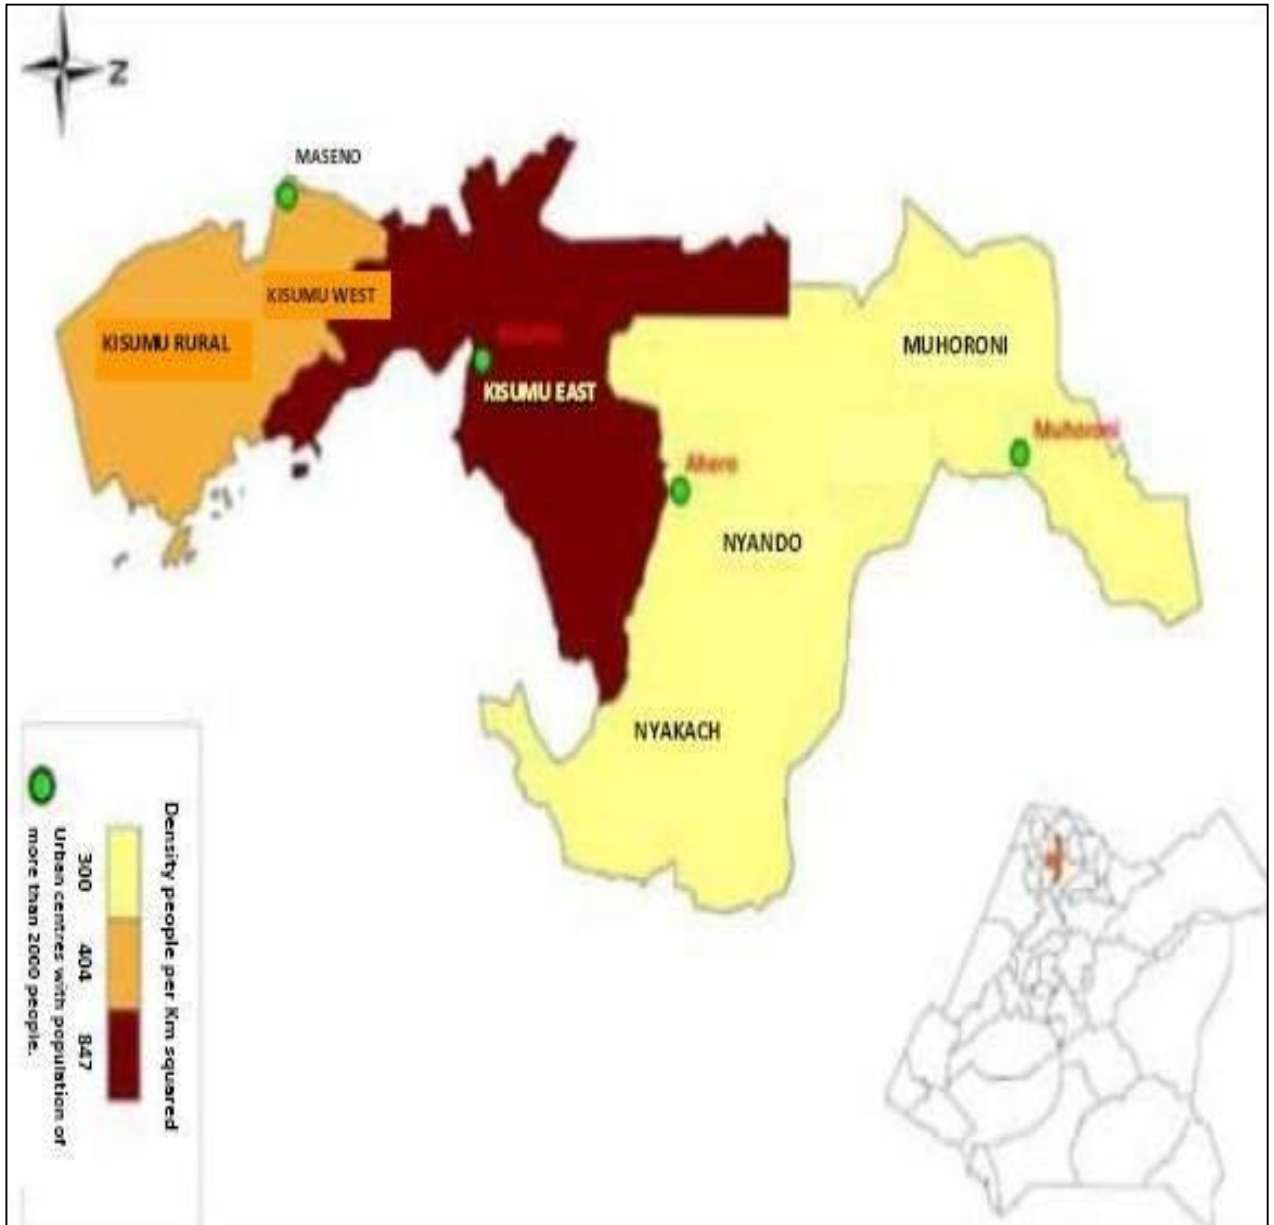 N
MASENO
KISUMU WEST
KISUMU RURAL
MUHORONI
KISUMU EAST
Muhoroni
Ahero
NYANDO
NYAKACH
Density people per Km squared
300 404 847
Urban centres with population of
more than 2000 people.